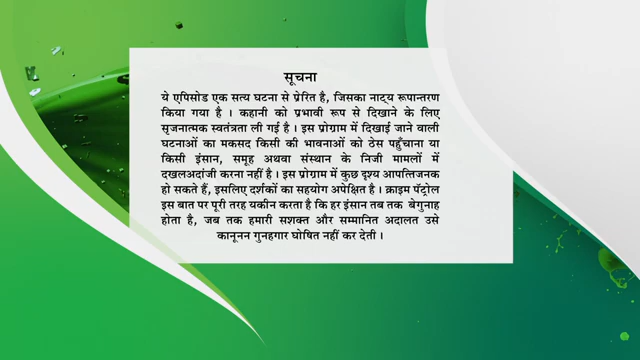 सूचना
ये एपिसोड एक सत्य घटना से प्रेरित है, जिसका नाट्य रूपान्तरण
किया गया है । कहानी को प्रभावी रूप से दिखाने के लिए
सृजनात्मक स्वतंत्रता ली गई है । इस प्रोग्राम में दिखाई जाने वाली
घटनाओं का मकसद किसी की भावनाओं को ठेस पहुँचाना या
किसी इंसान, समूह अथवा संस्थान के निजी मामलों में
दखलअदांजी करना नहीं है । इस प्रोग्राम में कुछ दृश्य आपत्तिजनक
हो सकते हैं, इसलिए दर्शकों का सहयोग अपेक्षित है । क्राइम पॅट्रोल
इस बात पर पूरी तरह यकीन करता है कि हर इंसान तब तक बेगुनाह
होता है, जब तक हमारी सशक्त और सम्मानित अदालत उसे
कानूनन गुनहगार घोषित नहीं कर देती ।